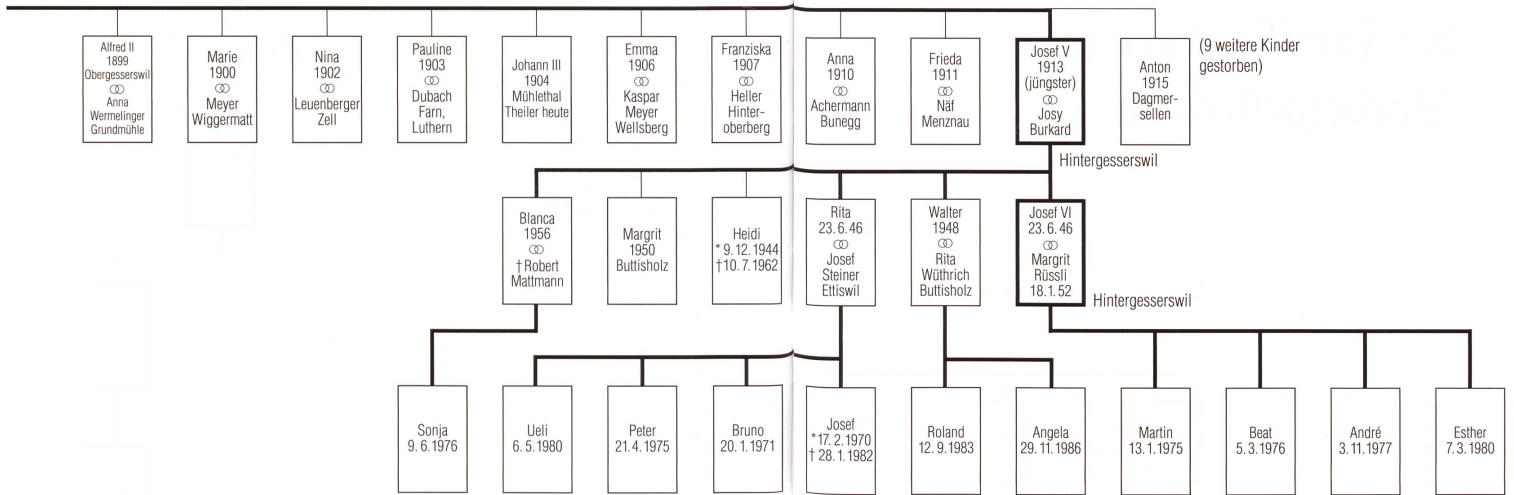 Alfred II
1899
Obergesserswil
Anna
Wermelinger
Grundmühle
Marie
1900
Meyer
Wiggermatt
Nina
1902
Leuenberger
Zell
Pauline
1903
Dubach
Farn,
Luthern
Johann III
1904
Mühlethal
Theiler heute
Emma
1906
Kaspar
Meyer
Wellsberg
Franziska
1907
Heller
Hinter-
oberberg
Anna
1910
Achermann
Bunegg
Frieda
1911
Näf
Menznau
Josef V
1913
(jüngster)
Josy
Burkard
Anton
1915
Dagmer-
sellen
(9 weitere Kinder
gestorben)
Hintergesserswil
Blanca
1956
† Robert
Mattmann
Margrit
1950
Buttisholz
Heidi
* 9. 12. 1944
† 10. 7. 1962
Rita
23. 6. 46
Josef
Steiner
Ettiswil
Walter
1948
Rita
Wüthrich
Buttisholz
Josef VI
23. 6. 46
Margrit
Rüssli
18. 1. 52
Hintergesserswil
Sonja
9. 6. 1976
Ueli
6. 5. 1980
Peter
21. 4. 1975
Bruno
20. 1. 1971
Josef
* 17. 2. 1970
† 28. 1. 1982
Roland
12. 9. 1983
Angela
29. 11. 1986
Martin
13. 1. 1975
Beat
5. 3. 1976
André
3. 11. 1977
Esther
7. 3. 1980